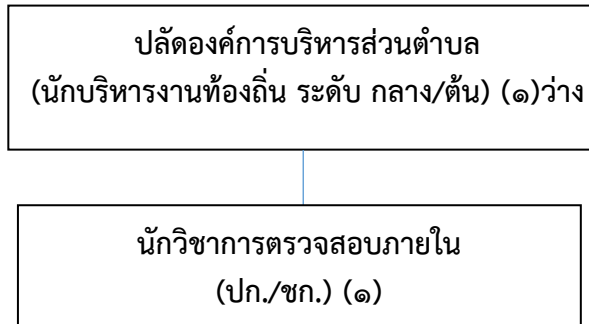 ปลัดองค์การบริหารส่วนตำบล
(นักบริหารงานท้องถิ่น ระดับ กลาง/ต้น) (๑)ว่าง
นักวิชาการตรวจสอบภายใน
(ปก./ชก.) (๑)